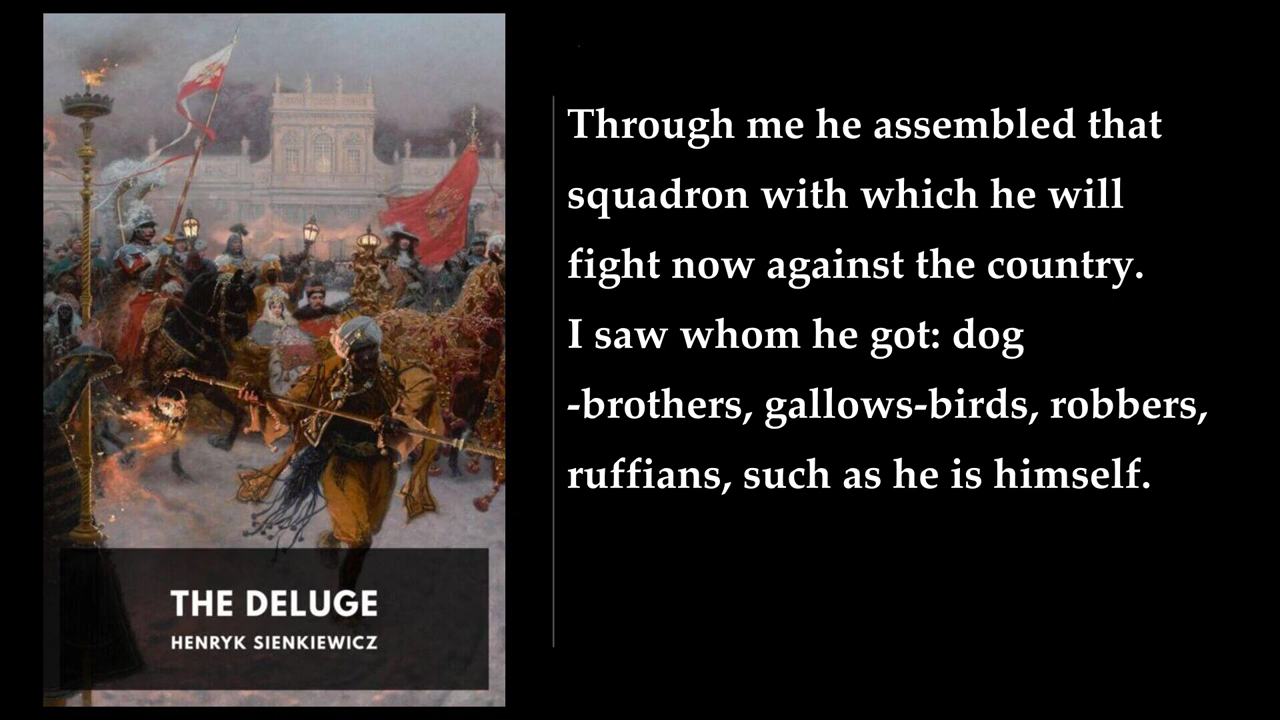 Through me he assembled that
squadron with which he will
fight now against the country.
I saw whom he got: dog
-brothers, gallows-birds, robbers,
ruffians, such as he is himself.
THE DELUGE
HENRYK SIENKIEWICZ